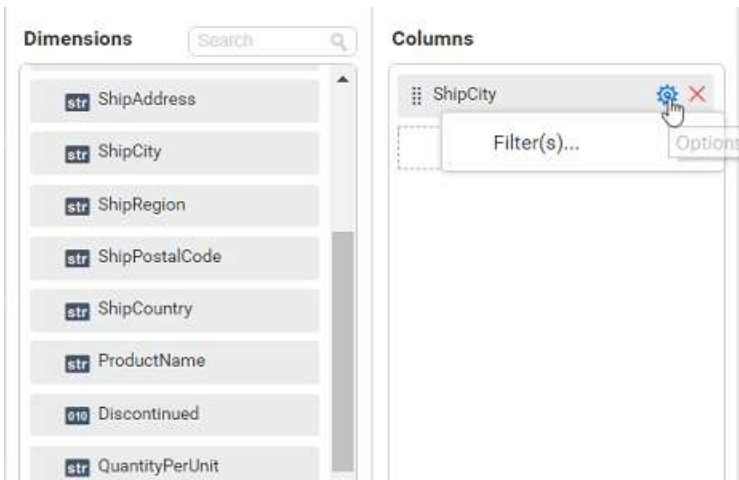 Dimensions
Search
Columns
str ShipAddress
str ShipCity
str ShipRegion
str ShipPostalCode
str ShipCountry
str ProductName
010 Discontinued
str QuantityPerUnit
ShipCity
Filter(s)...
Options